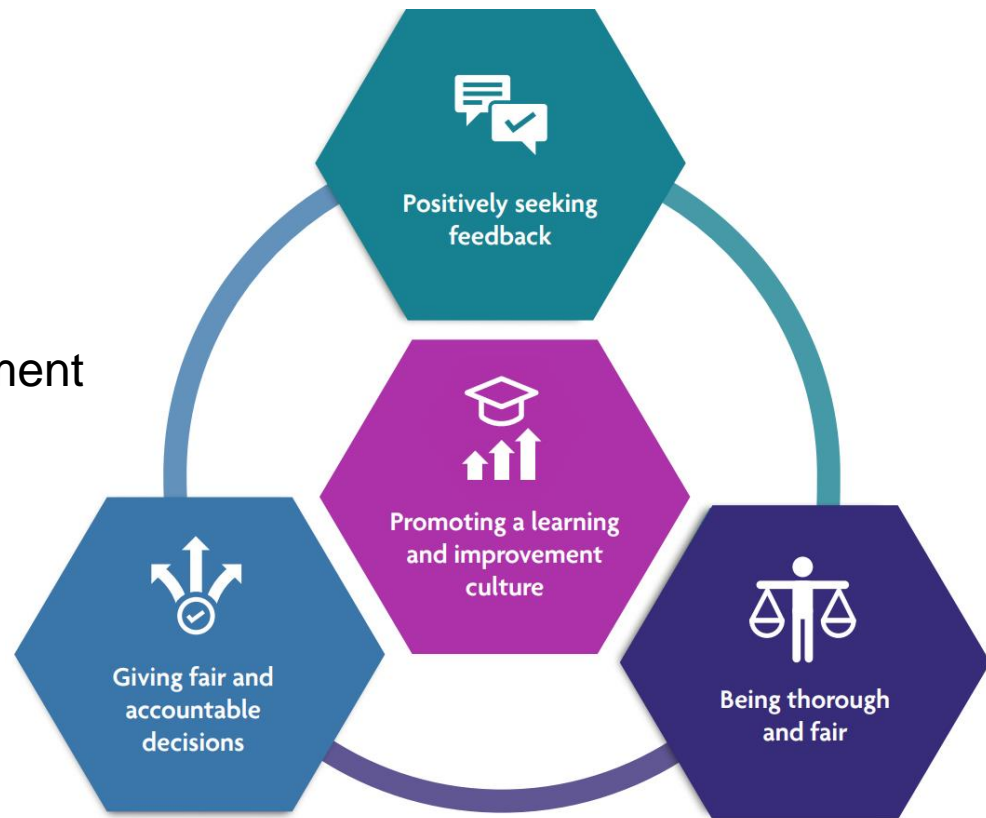 Positively seeking
feedback
ment
Promoting a learning
and improvement
culture
Giving fair and
accountable
decisions
Being thorough
and fair